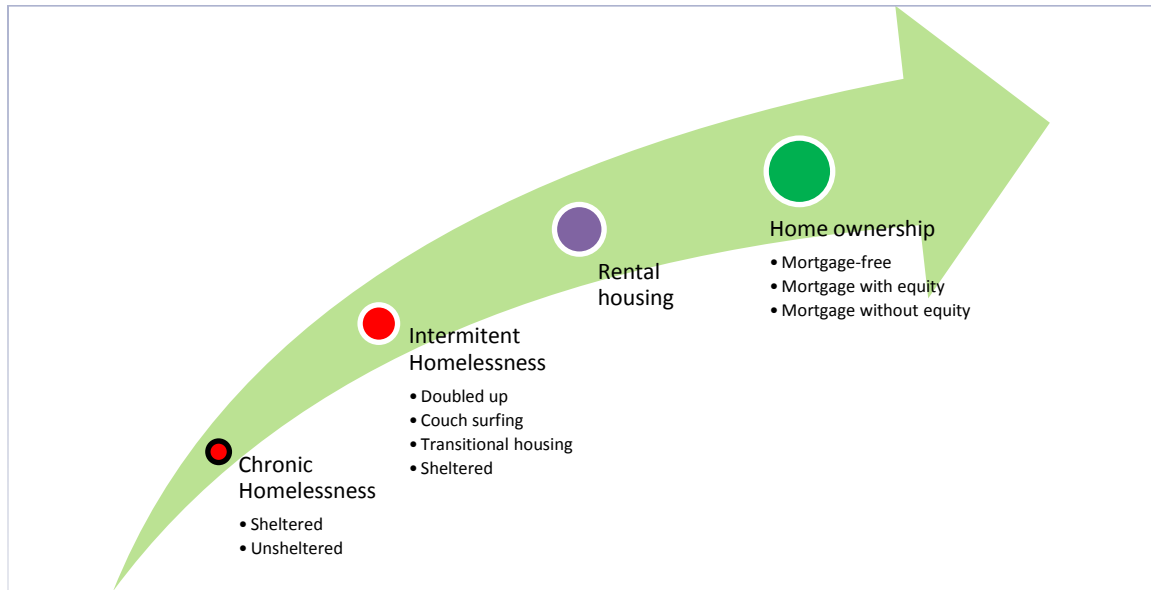 Chronic
Homelessness
• Sheltered
• Unsheltered
Intermitent
Homelessness
• Doubled up
• Couch surfing
• Transitional housing
• Sheltered
Rental
housing
Home ownership
• Mortgage-free
• Mortgage with equity
• Mortgage without equity